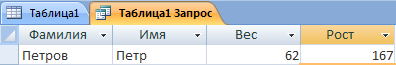 Таблица1 Таблица1 Запрос
Фамилия Имя Вес Рост
Петров Петр 62 167